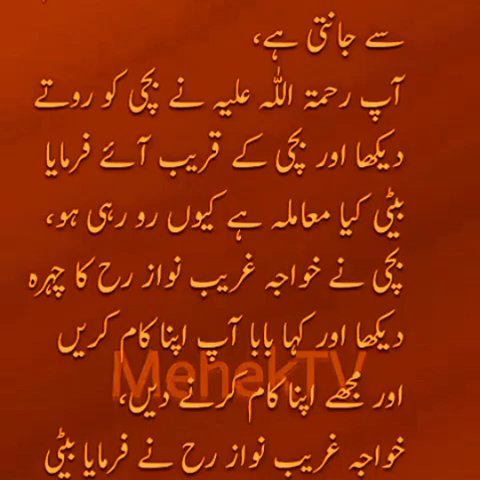 سے جانتی ہے،
آپ رحمۃ اللہ علیہ نے بچی کو روتے
دیکھا اور بچی کے قریب آئے فرمایا
بیٹی کیا معاملہ ہے کیوں رو رہی ہو،
بچی نے خواجہ غریب نواز رح کا چہرہ
دیکھا اور کہا بابا آپ اپنا کام کریں
MehekTV
اور مجھے اپنا کام کرنے دیں،
خواجہ غریب نواز رح نے فرمایا بیٹی